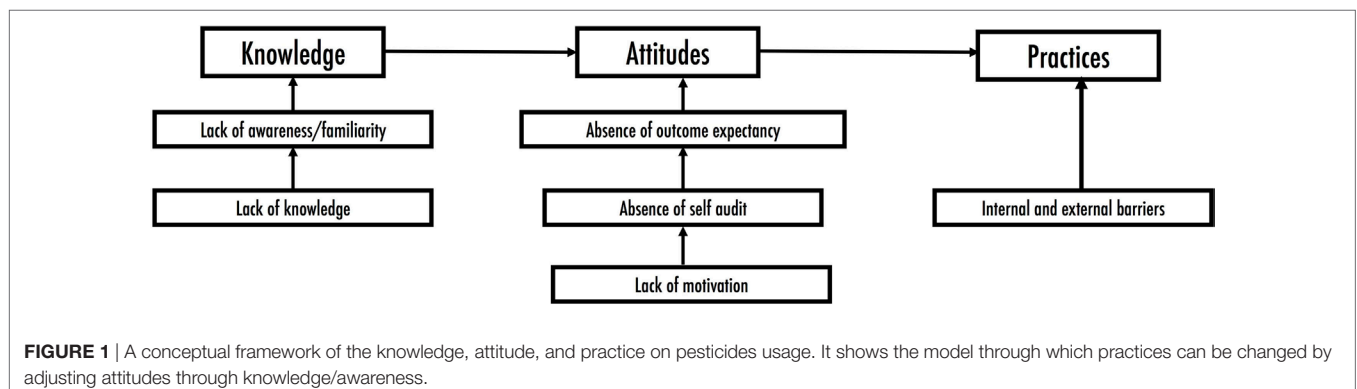 Knowledge
Attitudes
Practices
Lack of awareness/familiarity
Absence of outcome expectancy
Lack of knowledge
Absence of self audit
Internal and external barriers
Lack of motivation
FIGURE 1 | A conceptual framework of the knowledge, attitude, and practice on pesticides usage. It shows the model through which practices can be changed by
adjusting attitudes through knowledge/awareness.